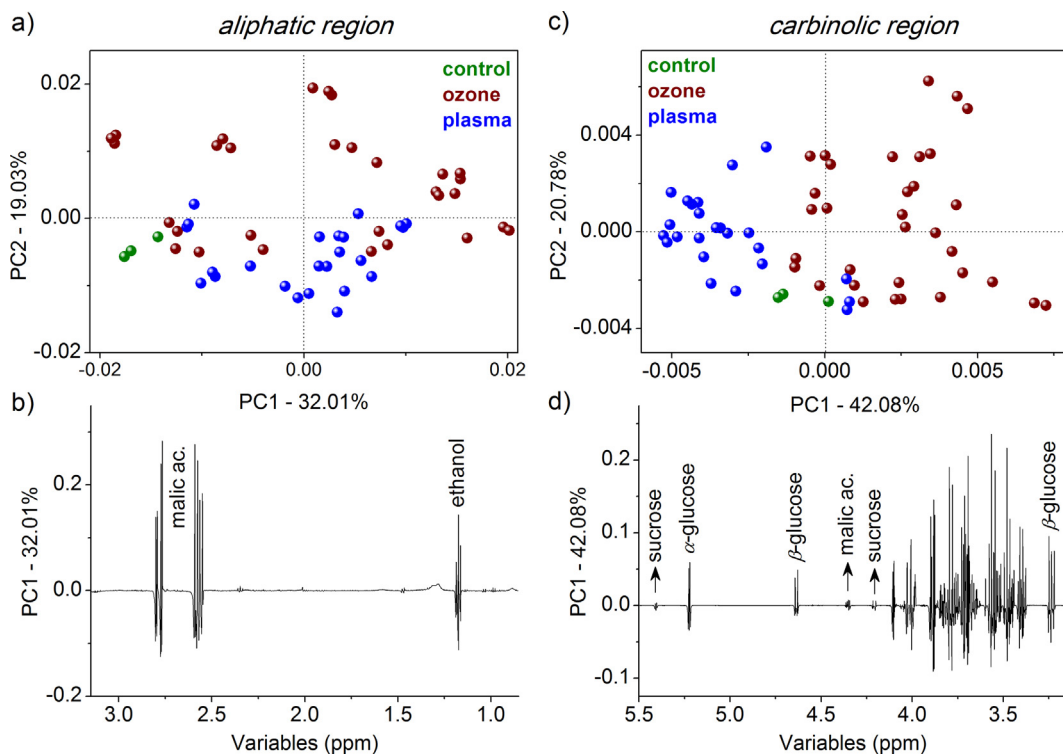 a)
aliphatic region
control
ozone
plasma
PC2 - 19.03%
0.02
0.00
-0.02
-0.02
0.00
0.02
PC1 - 32.01%
c)
carbinolic region
control
ozone
plasma
PC2 - 20.78%
0.004
0.000
-0.004
-0.005
0.000
0.005
PC1 - 42.08%
b)
PC1 - 32.01%
0.2
0.0
-0.2
malic ac.
ethanol
3.0
2.5
2.0
1.5
1.0
Variables (ppm)
d)
PC1 - 42.08%
0.2
0.1
0.0
-0.1
sucrose
α-glucose
β-glucose
malic ac.
sucrose
β-glucose
5.5
5.0
4.5
4.0
3.5
Variables (ppm)